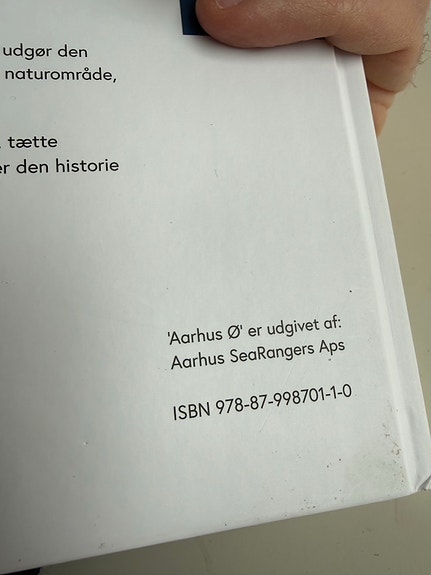 udgør den
naturområde,
, tætte
er den historie
'Aarhus Ø' er udgivet af:
Aarhus SeaRangers Aps
ISBN 978-87-998701-1-0